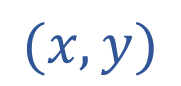 (x, y)